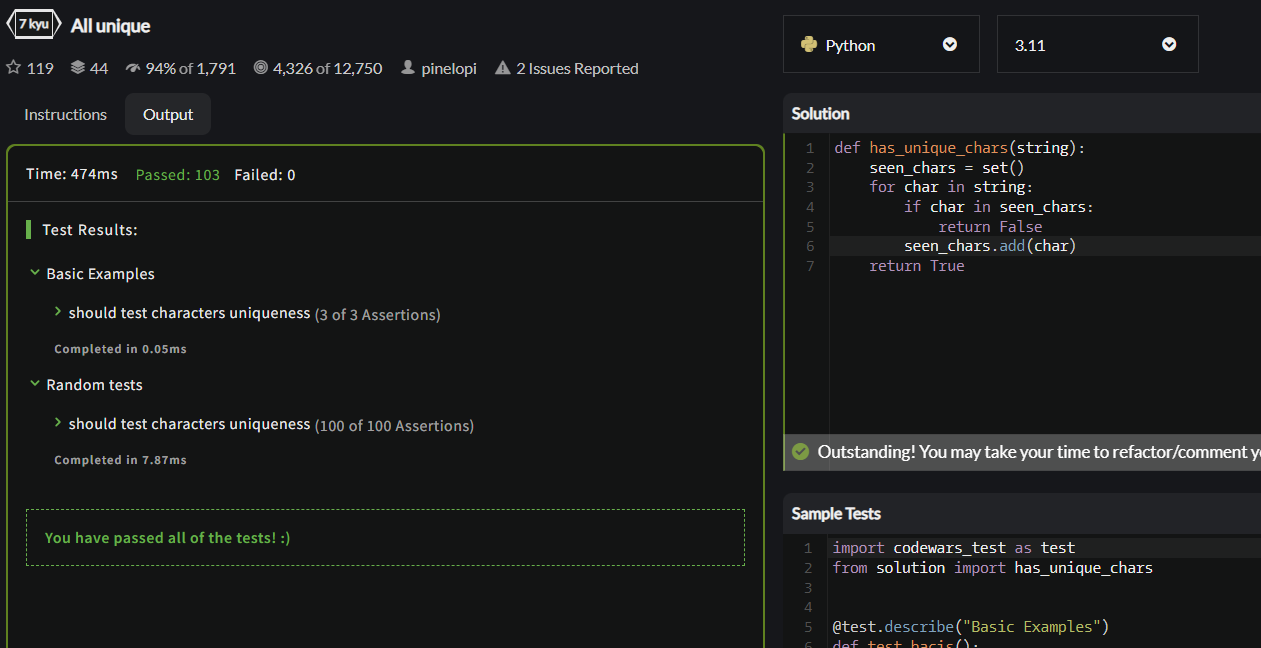 7 kyu All unique
119 44 94% of 1,791 4,326 of 12,750 pinelopi 2 Issues Reported
Instructions Output
Time: 474ms Passed: 103 Failed: 0
Test Results:
Basic Examples
should test characters uniqueness (3 of 3 Assertions)
Completed in 0.05ms
Random tests
should test characters uniqueness (100 of 100 Assertions)
Completed in 7.87ms
You have passed all of the tests! :)
Python 3.11
Solution
1 def has_unique_chars(string):
2 seen_chars = set()
3 for char in string:
4 if char in seen_chars:
5 return False
6 seen_chars.add(char)
7 return True
Outstanding! You may take your time to refactor/comment
Sample Tests
1 import codewars_test as test
2 from solution import has_unique_chars
3
4
5 @test.describe("Basic Examples")
6 def test_bacis():